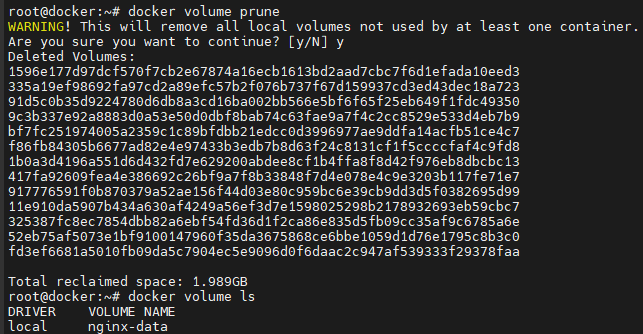 root@docker:~# docker volume prune
WARNING! This will remove all local volumes not used by at least one container.
Are you sure you want to continue? [y/N] y
Deleted Volumes:
1596e177d97dcf570f7cb2e67874a16ecb1613bd2aad7cbc7f6d1efada10eed3
335a19ef98692fa97cd2a89efc57b2f076b737f67d159937cd3ed43dec18a723
91d5c0b35d9224780d6db8a3cd16ba002bb566e5bf6f65f25eb649f1fdc49350
9c3b337e92a8883d0a53e50d0dbf8bab74c63fae9a7f4c2cc8529e533d4eb7b9
bf7fc251974005a2359c1c89bfdbb21edcc0d3996977ae9ddfa14acfb51ce4c7
f86fb84305b6677ad82e4e97433b3edb7b8d63f24c8131cf1f5ccccfaf4c9fd8
1b0a3d4196a551d6d432fd7e629200abdee8cf1b4ffa8f8d42f976eb8dbcbc13
417fa92609fea4e386692c26bf9a7f8b33848f7d4e078e4c9e3203b117fe71e7
917776591f0b870379a52ae156f44d03e80c959bc6e39cb9dd3d5f0382695d99
11e910da5907b434a630af4249a56ef3d7e1598025298b2178932693eb59cbc7
325387fc8ec7854dbb82a6ebf54fd36d1f2ca86e835d5fb09cc35af9c6785a6e
52eb75af5073e1bf9100147960f35da3675868ce6bbe1059d1d76e1795c8b3c0
fd3ef6681a5010fb09da5c7904ec5e9096d0f6daac2c947af539333f29378faa
Total reclaimed space: 1.989GB
root@docker:~# docker volume ls
DRIVER    VOLUME NAME
local     nginx-data